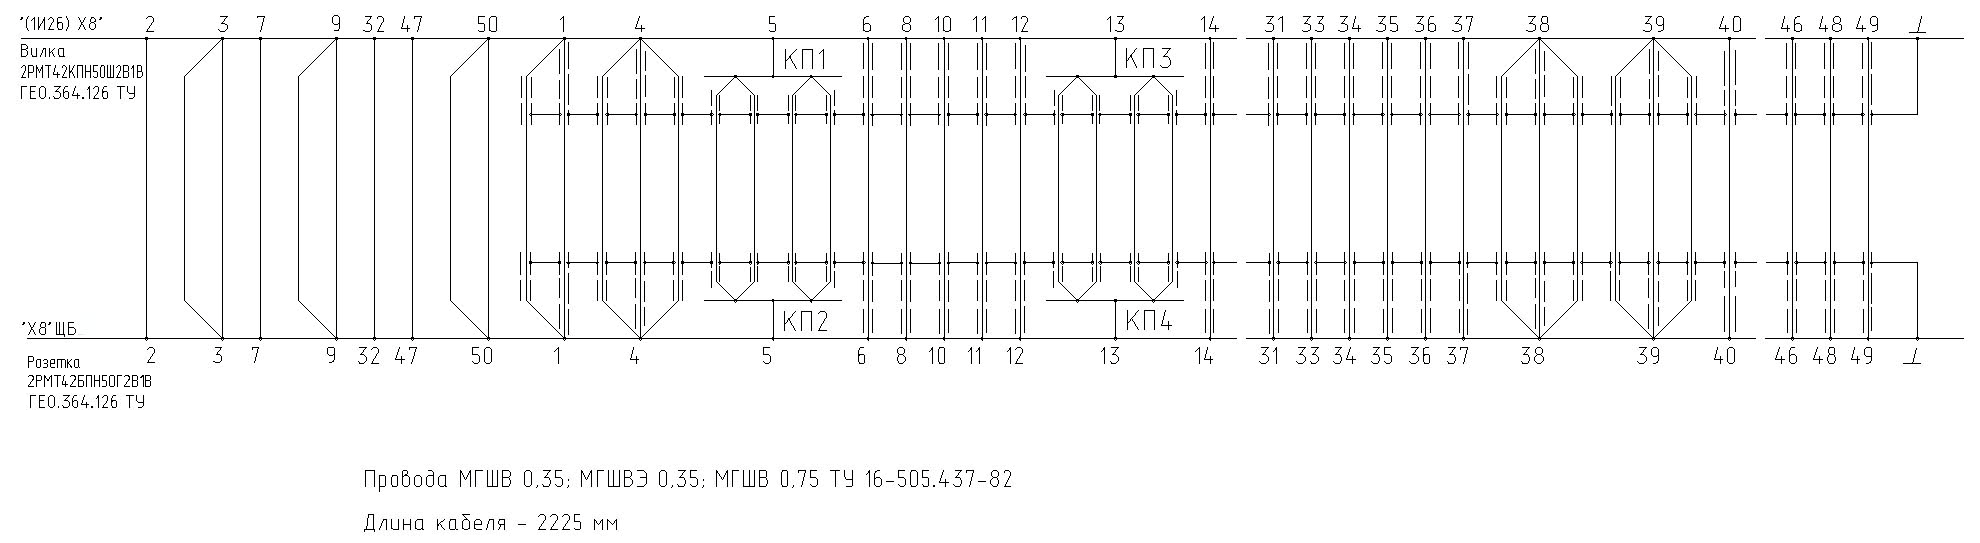 "(1И26) X8" 2 3 7 9 32 47 50 1 4 5 6 8 10 11 12 13 14 31 33 34 35 36 37 38 39 40 46 48 49 ⊥
Вилка
2РМТ42КПН50Ш2В1В
ГЕ0.364.126 ТУ
КП1 КП3
КП2 КП4
"X8"ЩБ
2 3 7 9 32 47 50 1 4 5 6 8 10 11 12 13 14 31 33 34 35 36 37 38 39 40 46 48 49 ⊥
Розетка
2РМТ42БПН50Г2В1В
ГЕ0.364.126 ТУ
Провода МГШВ 0,35; МГШВЭ 0,35; МГШВ 0,75 ТУ 16-505.437-82
Длина кабеля - 2225 мм